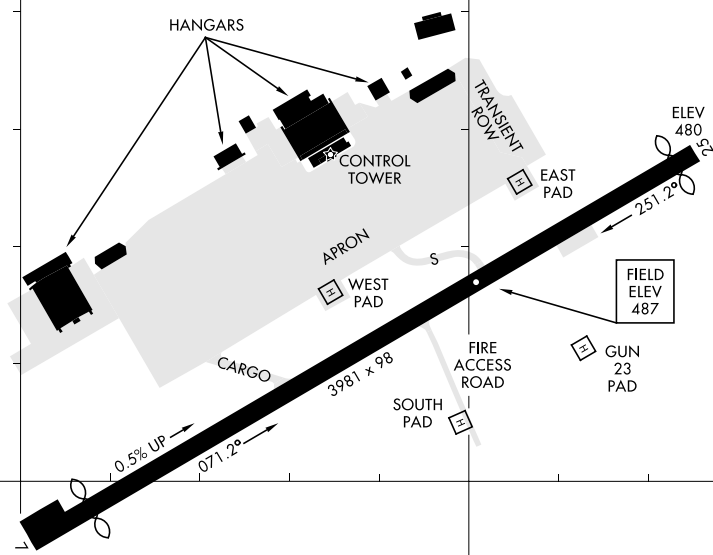 HANGARS
TRANSIENT
ROW
ELEV
480
25
CONTROL
TOWER
H
EAST
PAD
251.2°
APRON
S
H
WEST
PAD
FIELD
ELEV
487
CARGO
3981 x 98
FIRE
ACCESS
ROAD
H
GUN
23
PAD
SOUTH
PAD
H
0.5% UP
071.2°
7